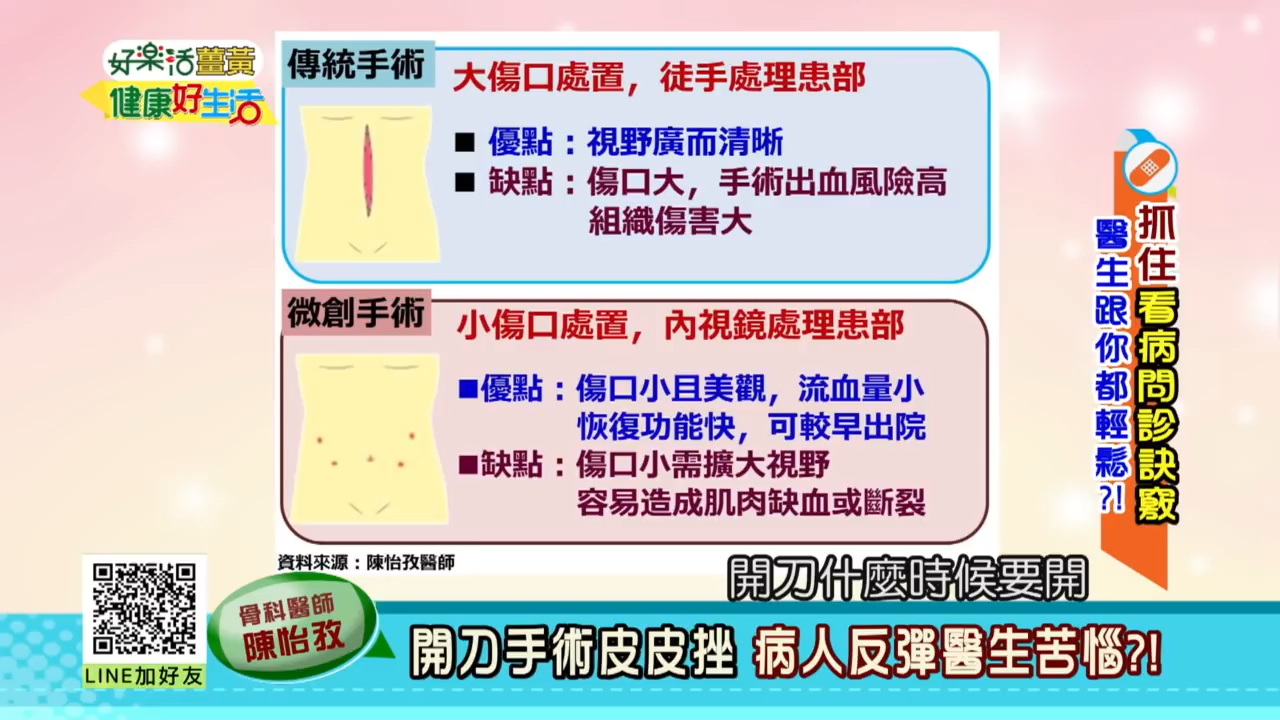 好樂活薑黃
健康好生活
傳統手術
大傷口處置，徒手處理患部
■ 優點：視野廣而清晰
■ 缺點：傷口大，手術出血風險高
組織傷害大
微創手術
小傷口處置，內視鏡處理患部
■優點：傷口小且美觀，流血量小
恢復功能快，可較早出院
■缺點：傷口小需擴大視野
容易造成肌肉缺血或斷裂
資料來源：陳怡孜醫師
抓住看病問診訣竅
醫生跟你都輕鬆?!
開刀什麼時候要開
骨科醫師
陳怡孜
開刀手術皮皮挫 病人反彈醫生苦惱?!
LINE加好友